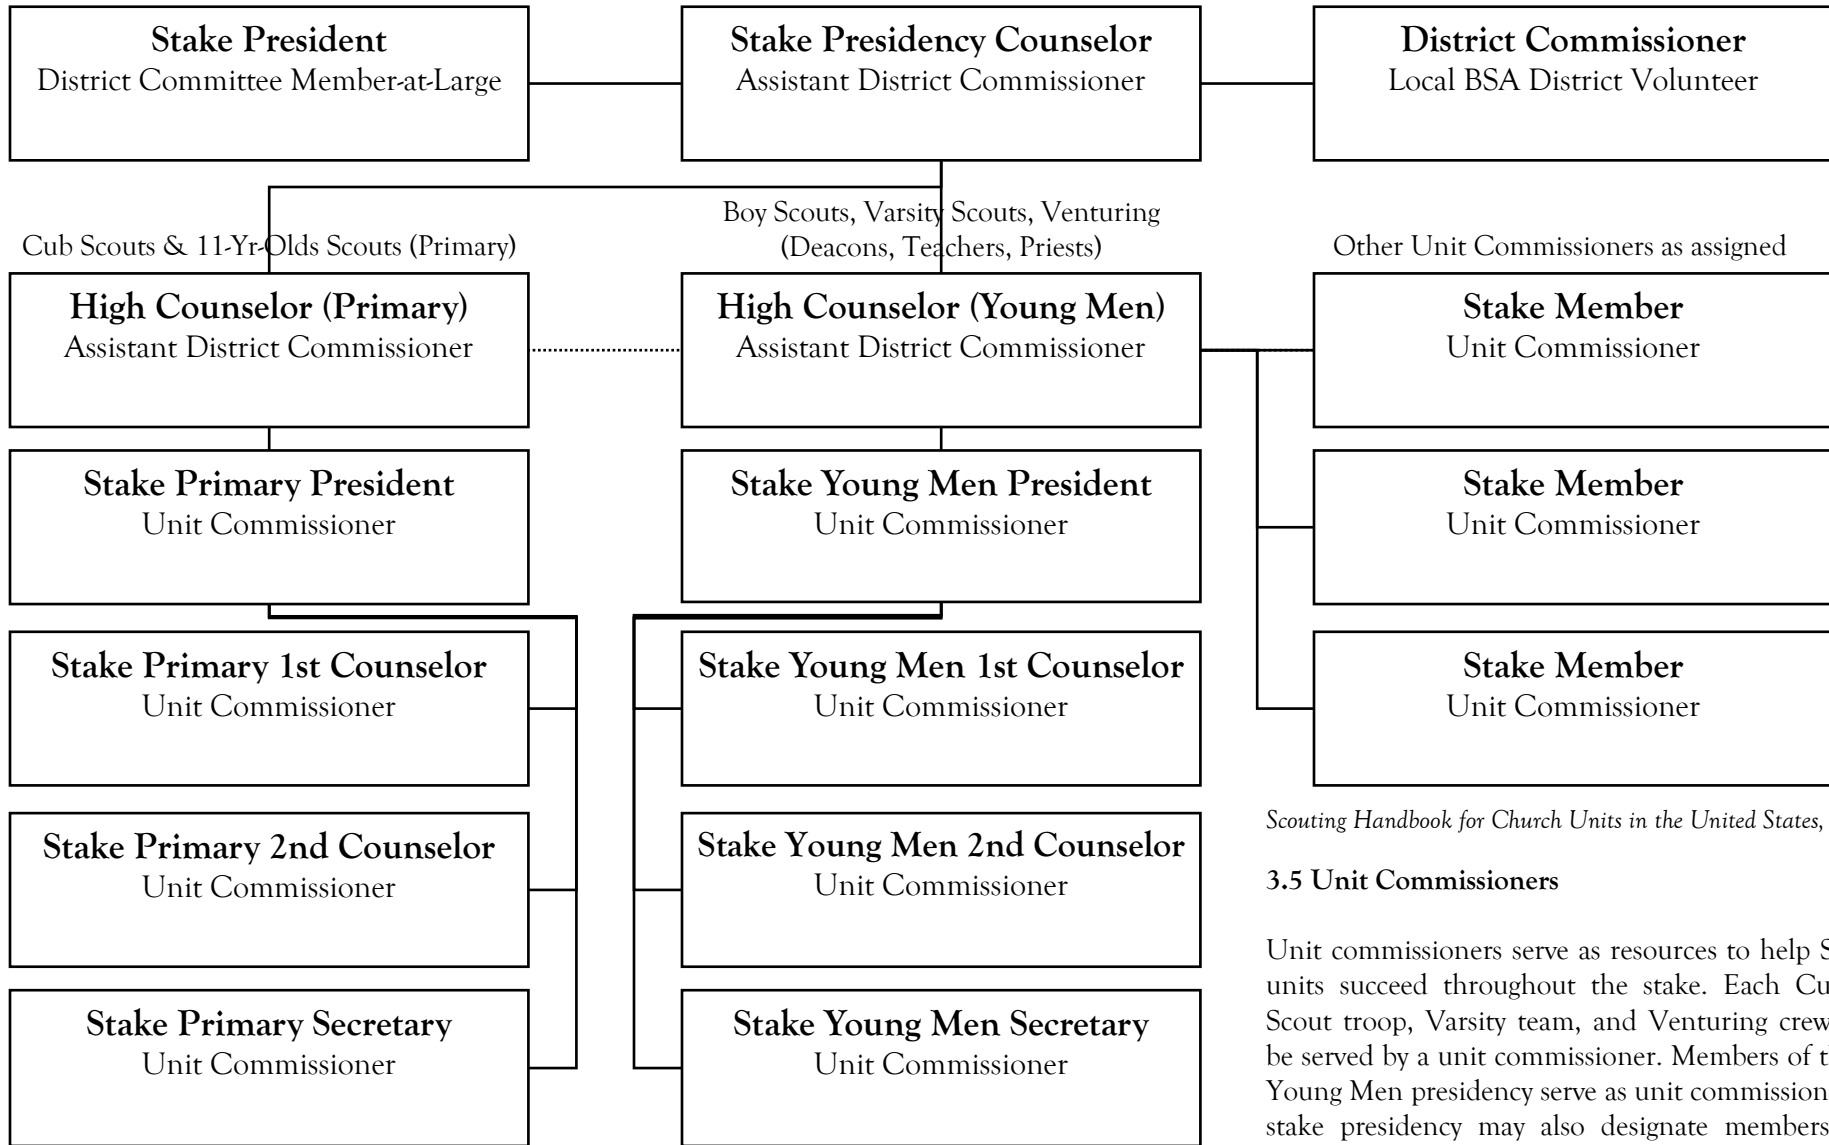 Stake President
District Committee Member-at-Large
Stake Presidency Counselor
Assistant District Commissioner
District Commissioner
Local BSA District Volunteer
Cub Scouts & 11-Yr-Olds Scouts (Primary)
Boy Scouts, Varsity Scouts, Venturing
(Deacons, Teachers, Priests)
Other Unit Commissioners as assigned
High Counselor (Primary)
Assistant District Commissioner
High Counselor (Young Men)
Assistant District Commissioner
Stake Member
Unit Commissioner
Stake Primary President
Unit Commissioner
Stake Young Men President
Unit Commissioner
Stake Member
Unit Commissioner
Stake Primary 1st Counselor
Unit Commissioner
Stake Young Men 1st Counselor
Unit Commissioner
Stake Member
Unit Commissioner
Stake Primary 2nd Counselor
Unit Commissioner
Stake Young Men 2nd Counselor
Unit Commissioner
Stake Primary Secretary
Unit Commissioner
Stake Young Men Secretary
Unit Commissioner
Scouting Handbook for Church Units in the United States,
3.5 Unit Commissioners
Unit commissioners serve as resources to help
units succeed throughout the stake. Each
Scout troop, Varsity team, and Venturing crew
be served by a unit commissioner. Members of
Young Men presidency serve as unit
stake presidency may also designate members